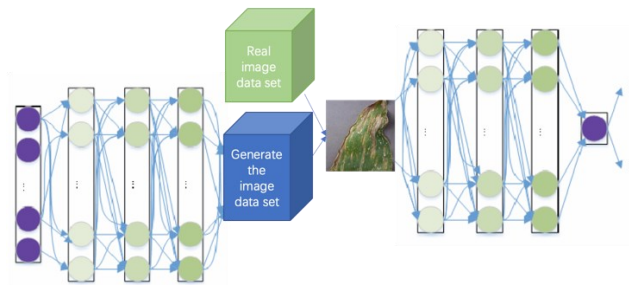 Real
image
data set
Generate
the
image
data set